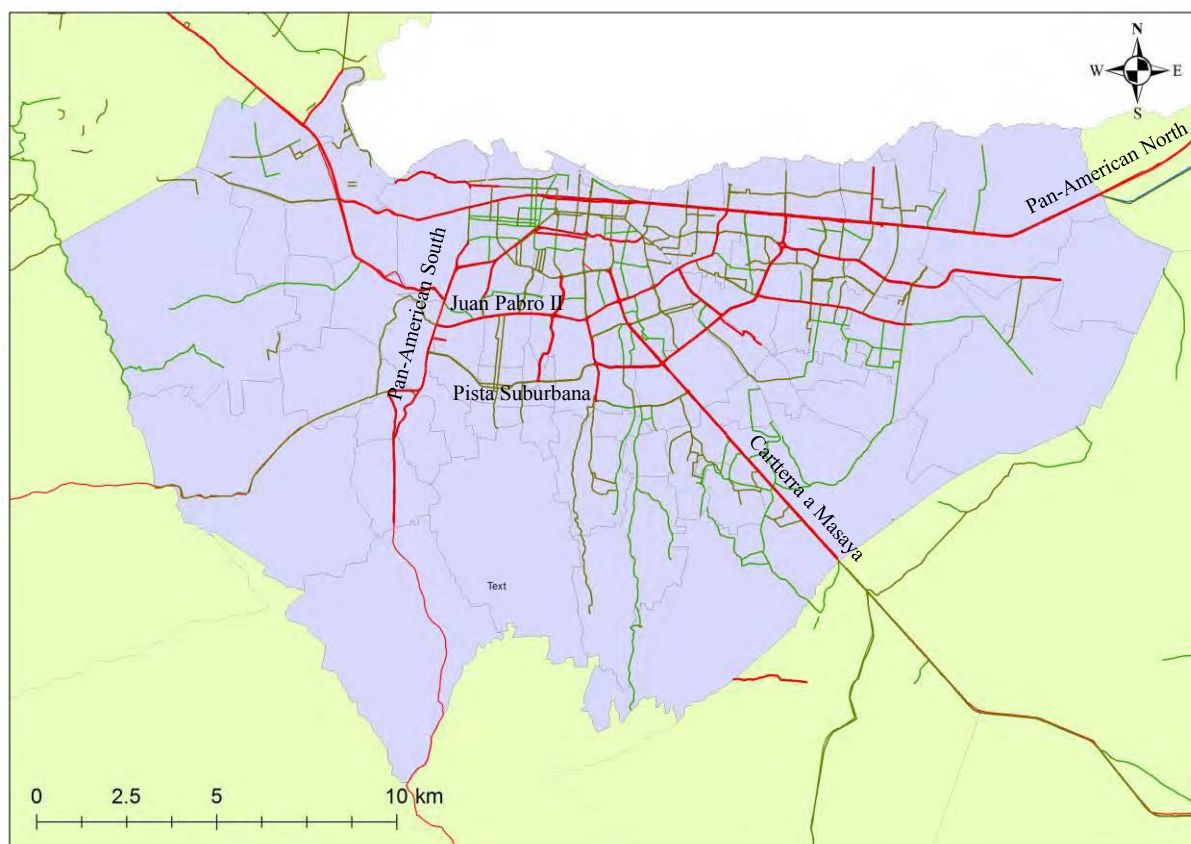 N
W E
S
Pan-American North
Pan-American South
Juan Pabro II
Pista Suburbana
Cartterra a Masaya
Text
0 2.5 5 10 km